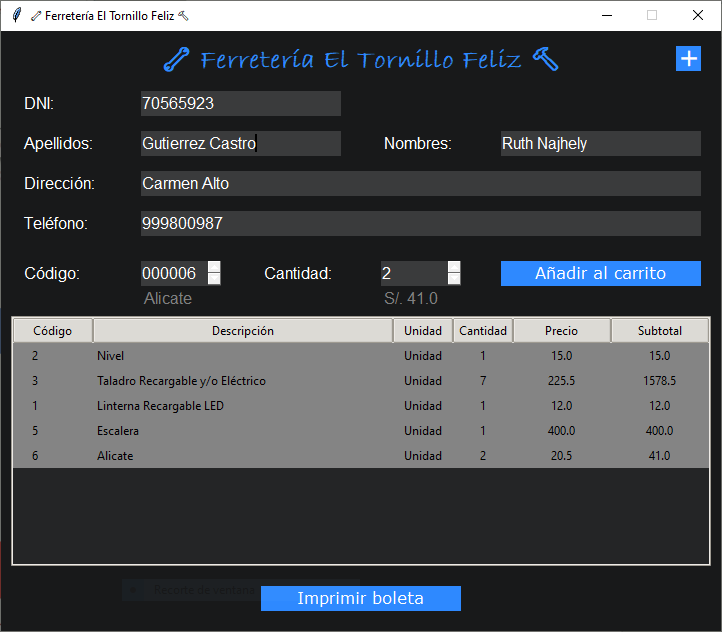 Ferretería El Tornillo Feliz
Ferretería El Tornillo Feliz
+
DNI: 70565923
Apellidos: Gutierrez Castro Nombres: Ruth Najhely
Dirección: Carmen Alto
Teléfono: 999800987
Código: 000006 Cantidad: 2 Añadir al carrito
Alicate S/. 41.0
Código Descripción Unidad Cantidad Precio Subtotal
2 Nivel Unidad 1 15.0 15.0
3 Taladro Recargable y/o Eléctrico Unidad 7 225.5 1578.5
1 Linterna Recargable LED Unidad 1 12.0 12.0
5 Escalera Unidad 1 400.0 400.0
6 Alicate Unidad 2 20.5 41.0
Imprimir boleta